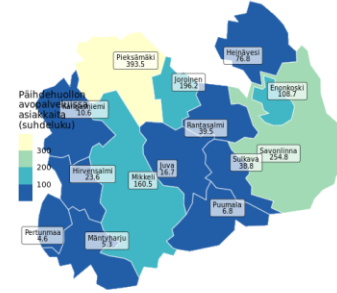 Heinävesi
76.8
Pieksämäki
393.5
Joroinen
196.2
Enonkoski
108.7
Päihdehuollon
avopalveluissa
asiakkaita
(suhdeluku)
300
200
100
Kangasniemi
10.6
Rantasalmi
39.5
Savonlinna
254.8
Sulkava
38.8
Juva
16.7
Hirvensalmi
23.6
Mikkeli
160.5
Puumala
6.8
Pertunmaa
4.6
Mäntyharju
5.3